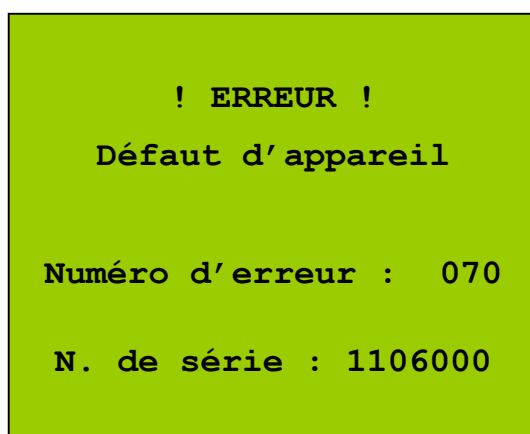 ! ERREUR !
Défaut d’appareil
Numéro d’erreur : 070
N. de série : 1106000